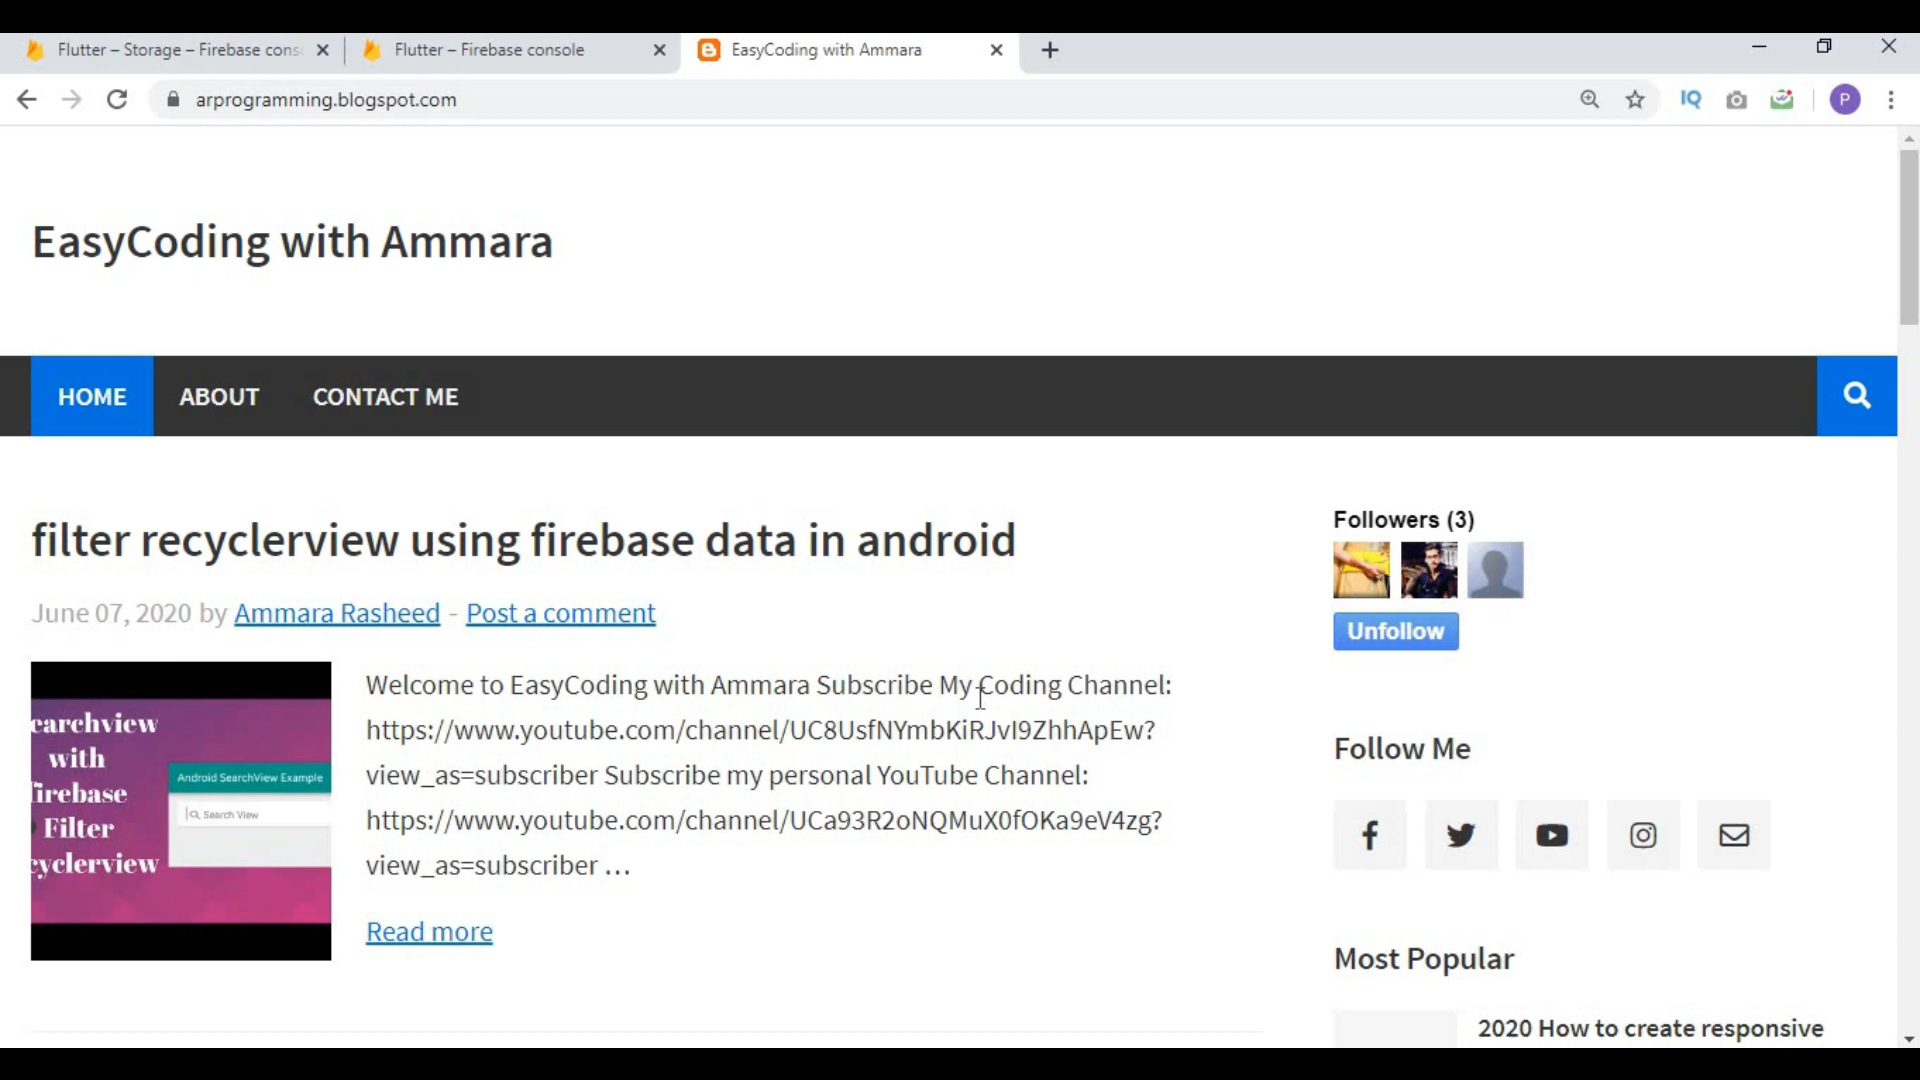 Flutter – Storage – Firebase cons
Flutter – Firebase console
EasyCoding with Ammara
arprogramming.blogspot.com
IQ
P
EasyCoding with Ammara
HOME
ABOUT
CONTACT ME
filter recyclerview using firebase data in android
June 07, 2020 by Ammara Rasheed - Post a comment
earchview
with
firebase
Filter
cyclerview
Android SearchView Example
Search View
Welcome to EasyCoding with Ammara Subscribe My Coding Channel:
https://www.youtube.com/channel/UC8UsfNYmbKiRJvI9ZhhApEw?
view_as=subscriber Subscribe my personal YouTube Channel:
https://www.youtube.com/channel/UCa93R2oNQMuX0fOKa9eV4zg?
view_as=subscriber …
Read more
Followers (3)
Unfollow
Follow Me
Most Popular
2020 How to create responsive